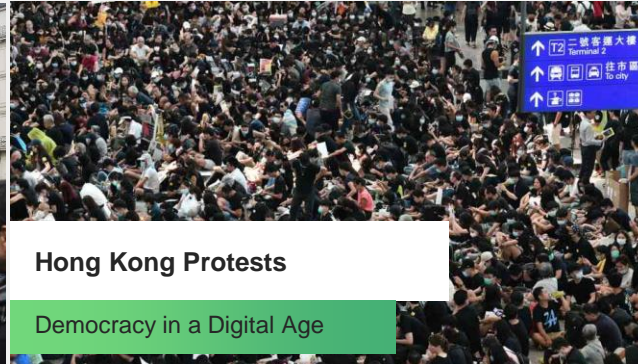 T2 二號客運大樓
Terminal 2
往市區
To city
Hong Kong Protests
Democracy in a Digital Age